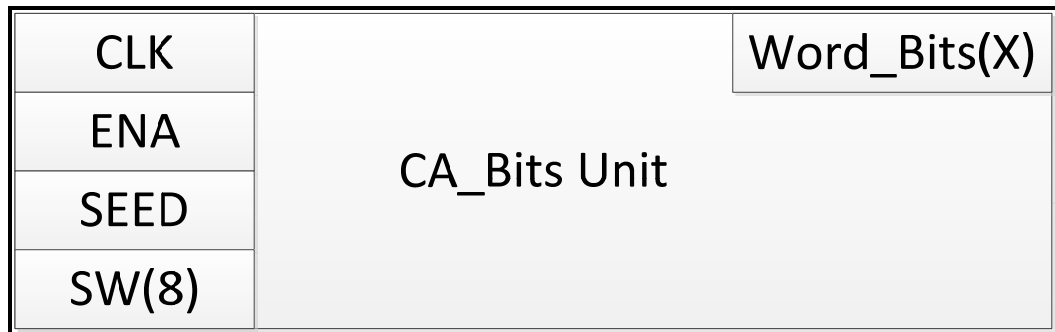 CLK
Word_Bits(X)
ENA
CA_Bits Unit
SEED
SW(8)